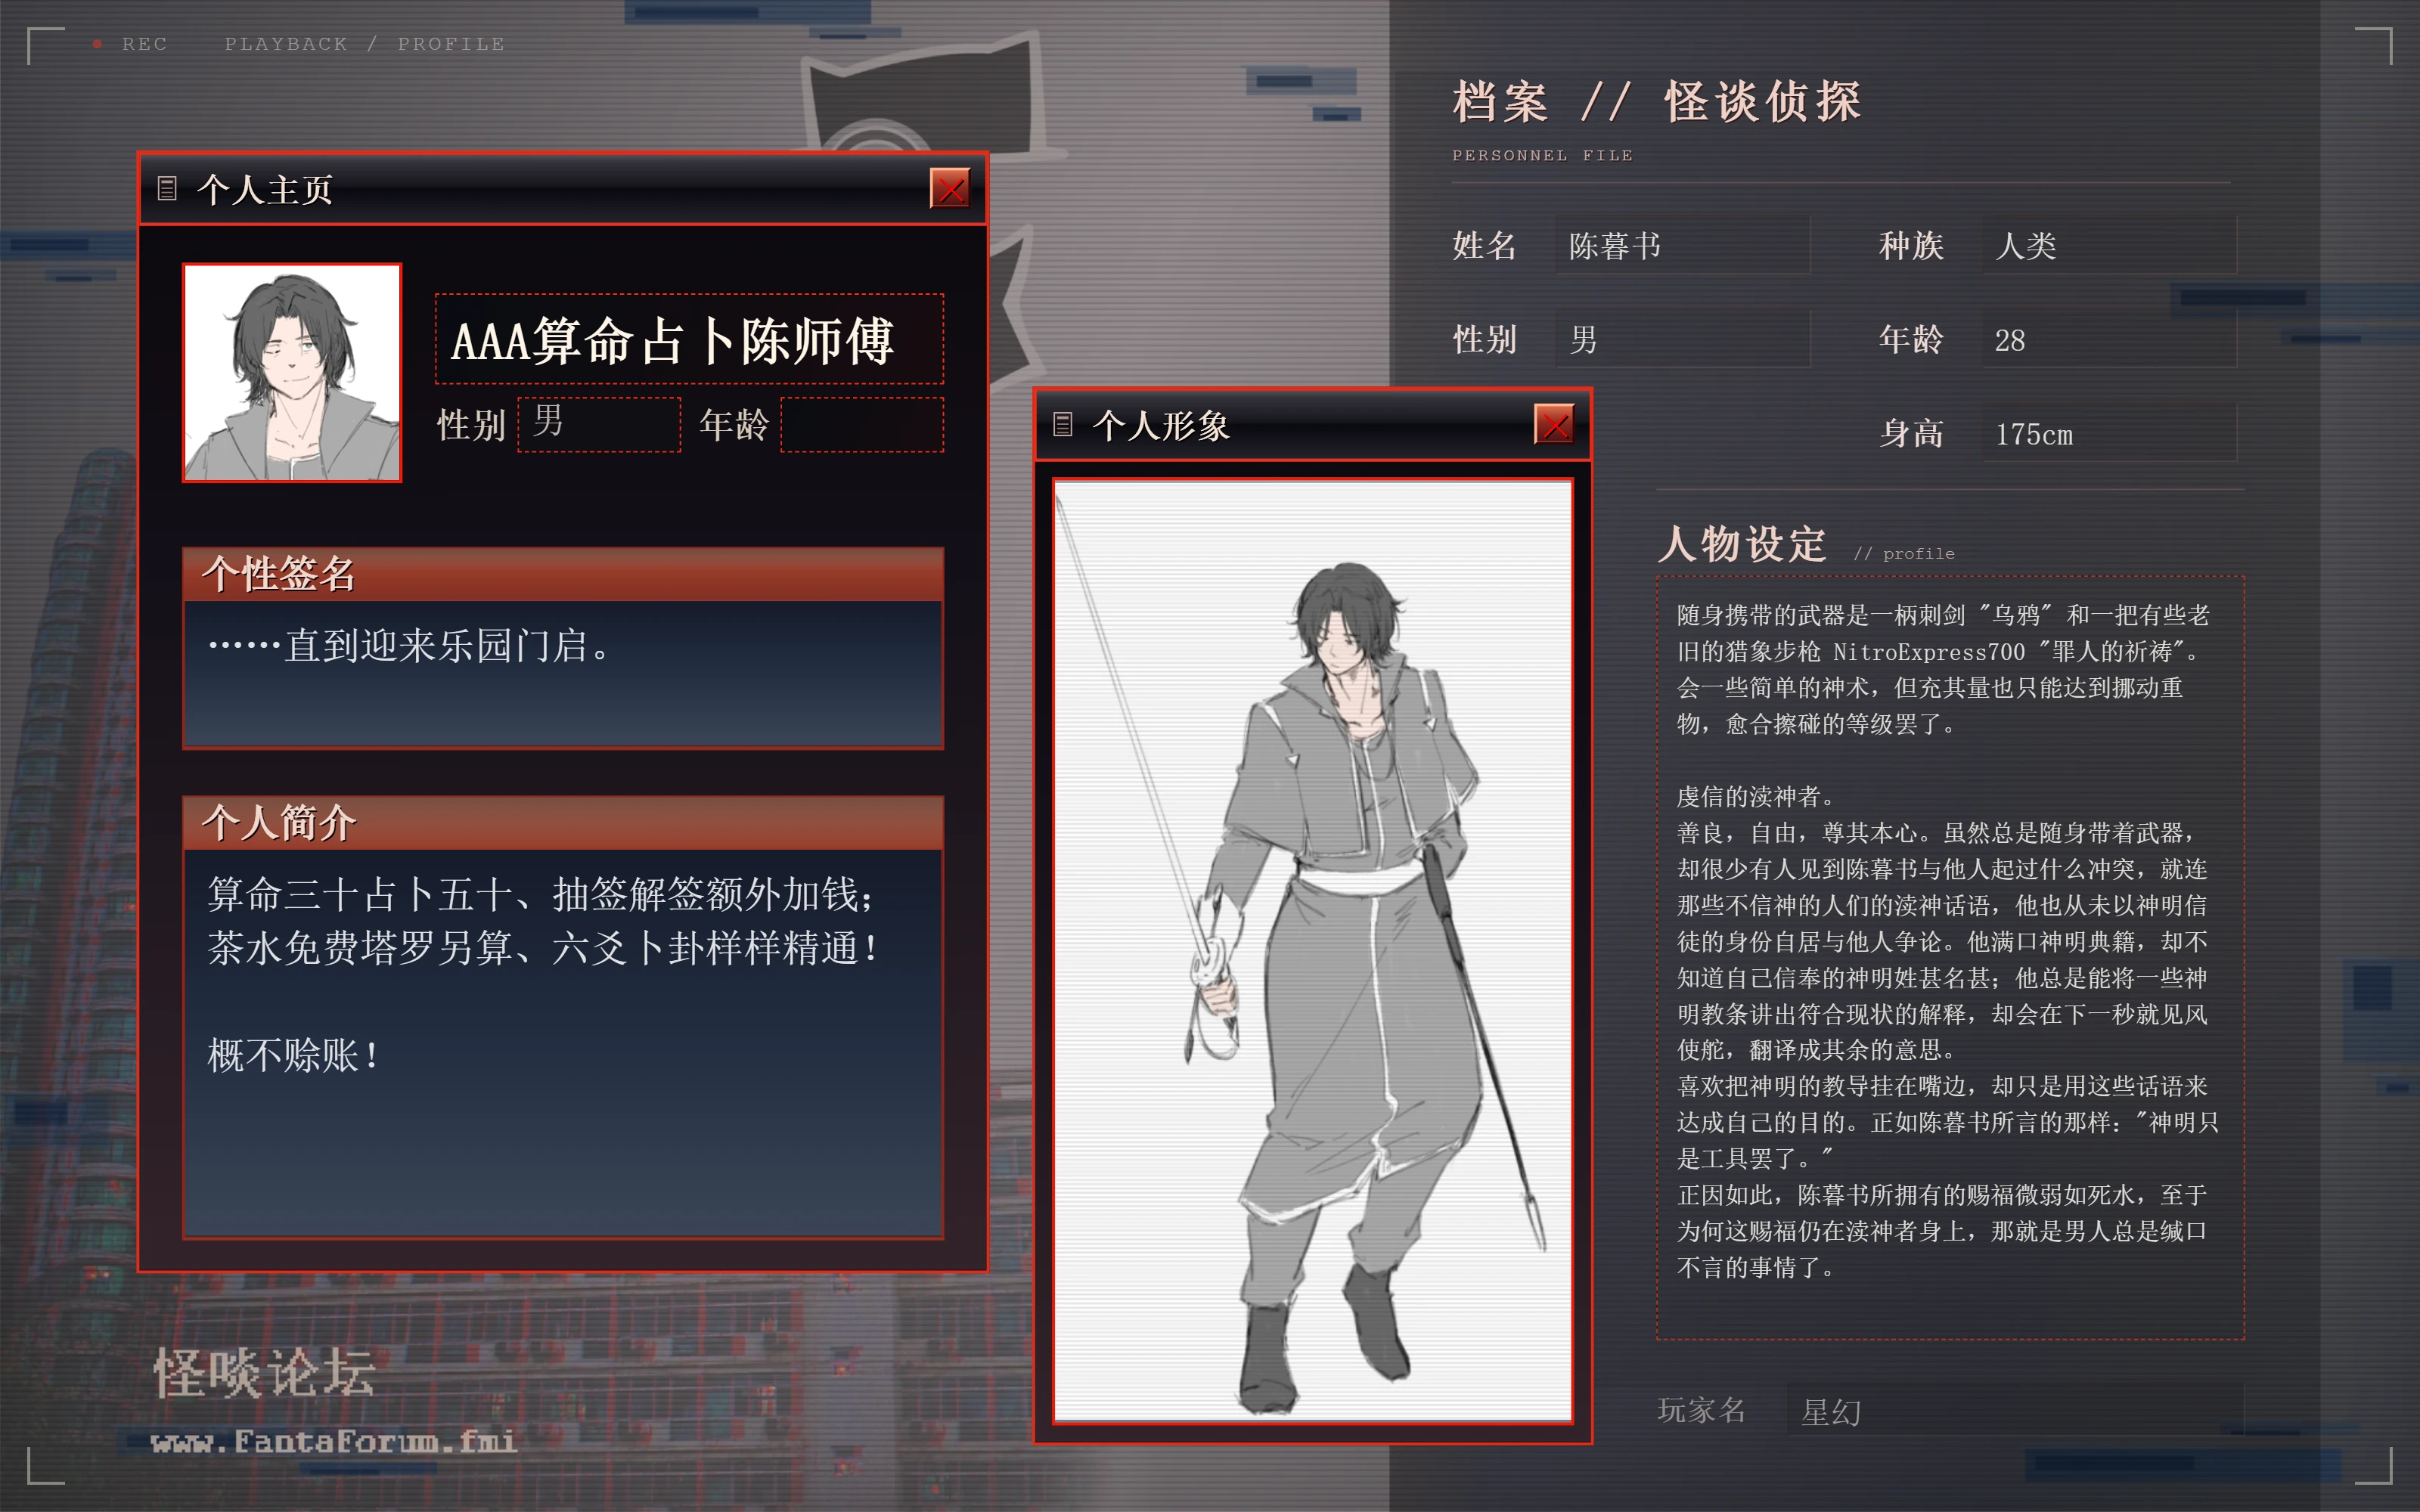 REC PLAYBACK / PROFILE
个人主页
AAA算命占卜陈师傅
性别 男 年龄
个性签名
……直到迎来乐园门启。
个人简介
算命三十占卜五十、抽签解签额外加钱；
茶水免费塔罗另算、六爻卜卦样样精通！
概不赊账！
怪啖论坛
www.FantaForum.fmi
个人形象
档案 // 怪谈侦探
PERSONNEL FILE
姓名 陈暮书 种族 人类
性别 男 年龄 28
身高 175cm
人物设定 // profile
随身携带的武器是一柄刺剑 "乌鸦" 和一把有些老
旧的猎象步枪 NitroExpress700 "罪人的祈祷"。
会一些简单的神术，但充其量也只能达到挪动重
物，愈合擦碰的等级罢了。
虔信的渎神者。
善良，自由，尊其本心。虽然总是随身带着武器，
却很少有人见到陈暮书与他人起过什么冲突，就连
那些不信神的人们的渎神话语，他也从未以神明信
徒的身份自居与他人争论。他满口神明典籍，却不
知道自己信奉的神明姓甚名甚；他总是能将一些神
明教条讲出符合现状的解释，却会在下一秒就见风
使舵，翻译成其余的意思。
喜欢把神明的教导挂在嘴边，却只是用这些话语来
达成自己的目的。正如陈暮书所言的那样："神明只
是工具罢了。"
正因如此，陈暮书所拥有的赐福微弱如死水，至于
为何这赐福仍在渎神者身上，那就是男人总是缄口
不言的事情了。
玩家名 星幻